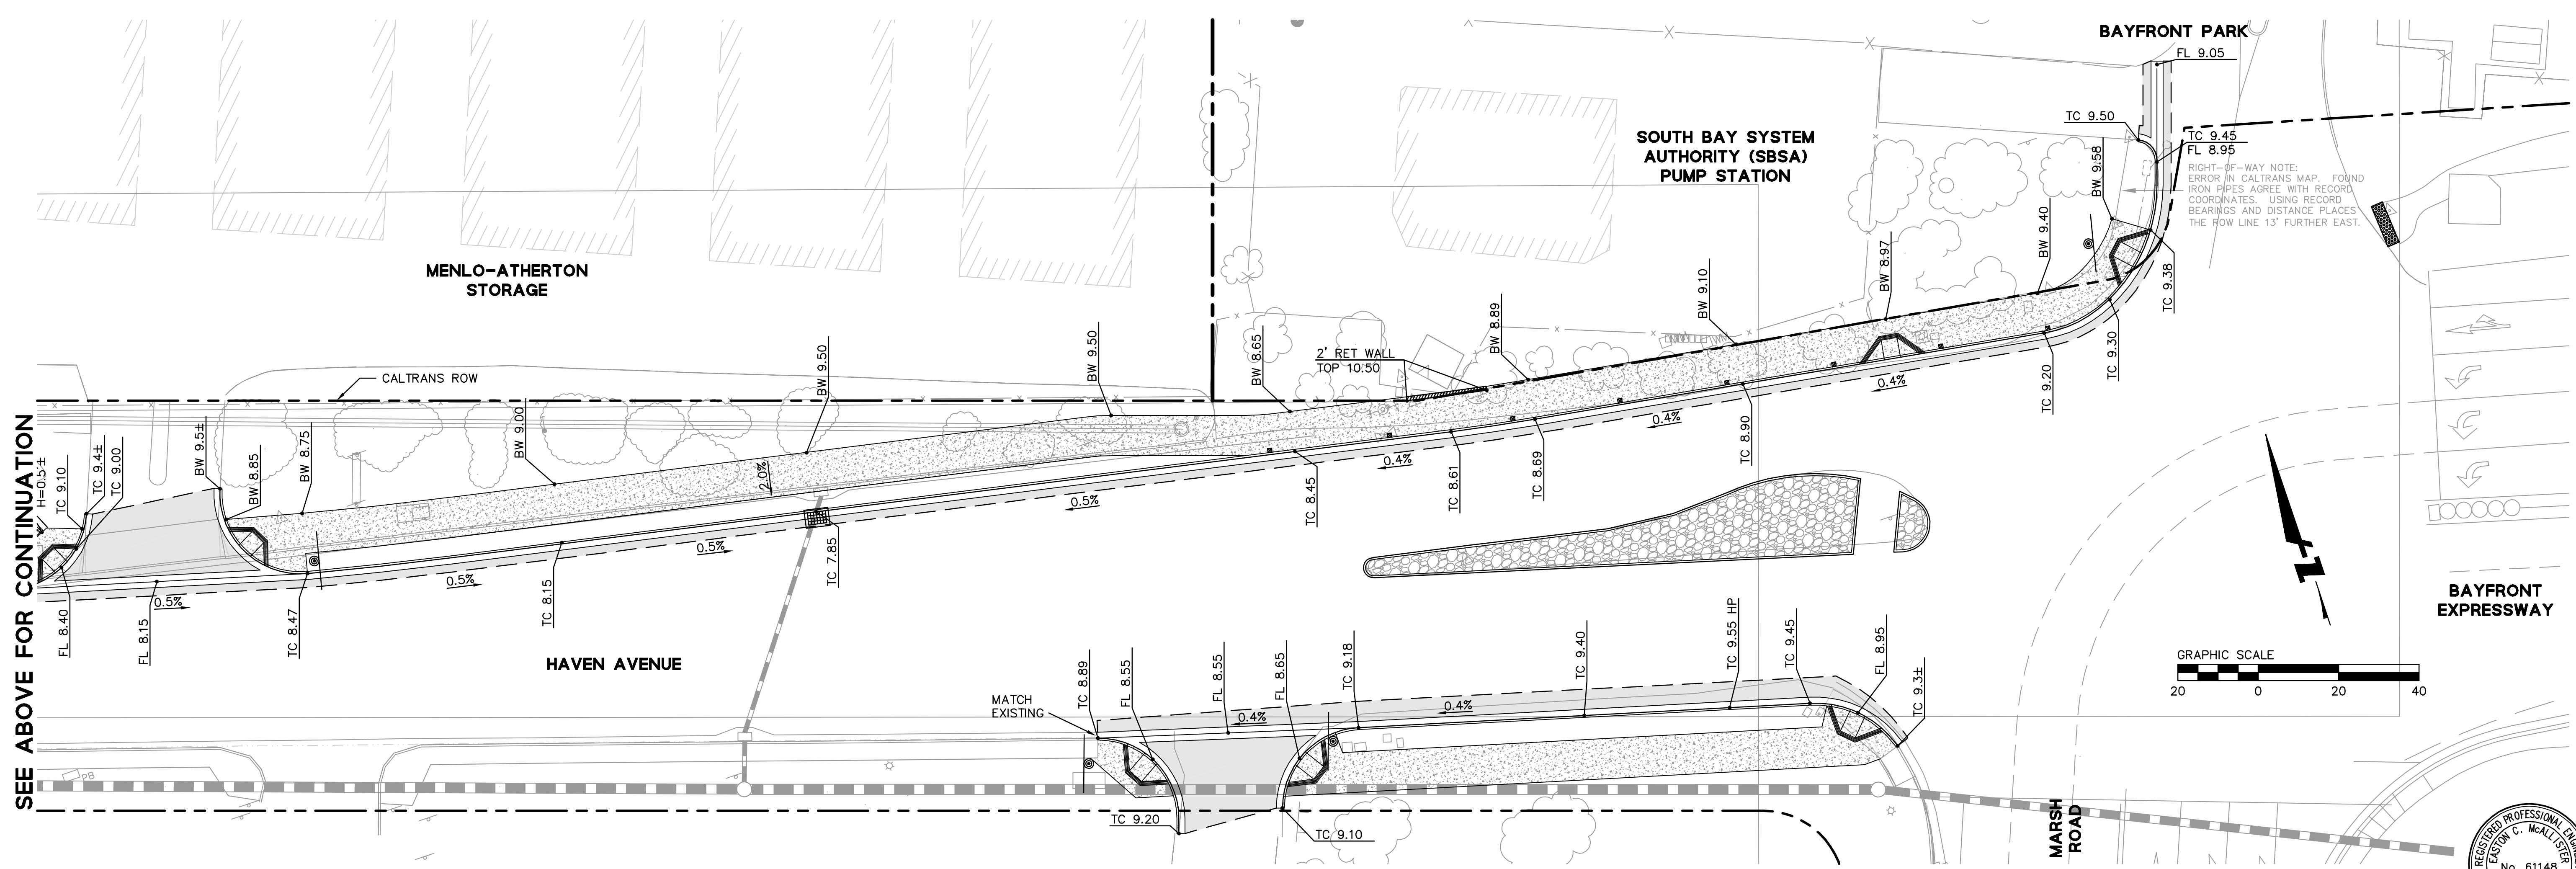 BAYFRONT PARK
FL 9.05
TC 9.50
TC 9.45
FL 8.95
BW 9.58
RIGHT-OF-WAY NOTE:
ERROR IN CALTRANS MAP. FOUND
IRON PIPES AGREE WITH RECORD
COORDINATES. USING RECORD
BEARINGS AND DISTANCE PLACES
THE ROW LINE 13' FURTHER EAST.
SOUTH BAY SYSTEM
AUTHORITY (SBSA)
PUMP STATION
MENLO-ATHERTON
STORAGE
BW 9.40
BW 8.97
BW 9.10
BW 8.89
TC 9.38
TC 9.30
TC 9.20
0.4%
2' RET WALL
TOP 10.50
BW 8.65
BW 9.50
BW 9.50
CALTRANS ROW
BW 9.00
BW 8.75
BW 8.85
BW 9.5±
TC 9.00
TC 9.4±
TC 9.10
H=0.5'±
SEE ABOVE FOR CONTINUATION
2.0%
0.4%
TC 8.90
0.4%
TC 8.69
TC 8.61
TC 8.45
0.5%
0.5%
TC 7.85
0.5%
TC 8.15
TC 8.47
0.5%
FL 8.15
FL 8.40
HAVEN AVENUE
BAYFRONT
EXPRESSWAY
N
GRAPHIC SCALE
20 0 20 40
MATCH
EXISTING
TC 8.89
FL 8.55
FL 8.55
FL 8.65
TC 9.18
TC 9.40
TC 9.55 HP
TC 9.45
FL 8.95
TC 9.3±
0.4%
0.4%
PB
TC 9.20
TC 9.10
MARSH
ROAD
REGISTERED PROFESSIONAL
EASTON C. McALLISTER
No. 61148